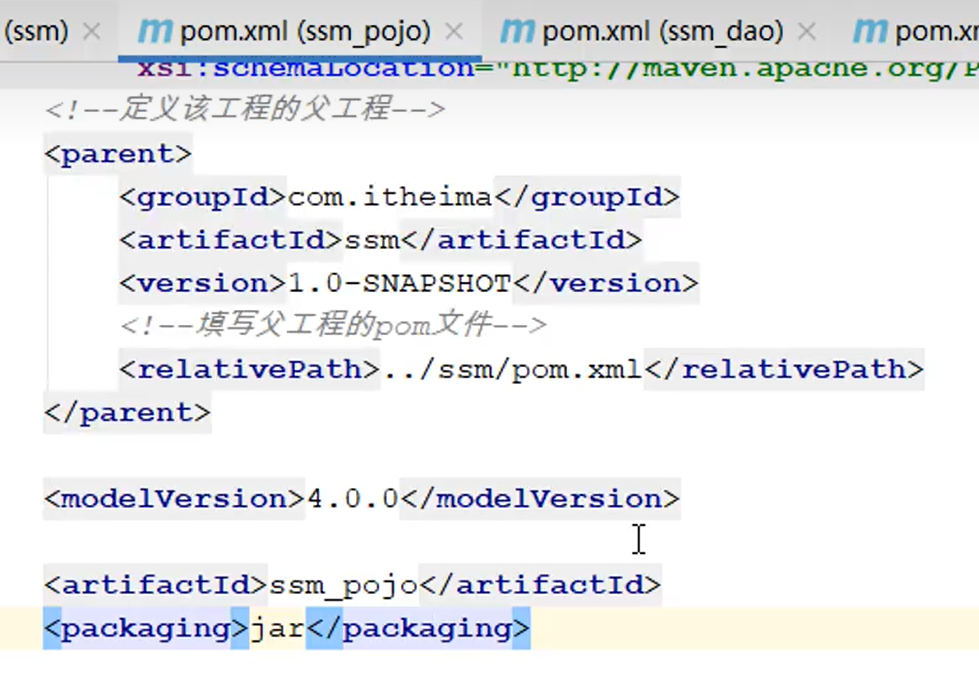 (ssm) × m pom.xml (ssm_pojo) × m pom.xml (ssm_dao) × m
xsi:schemaLocation="http://maven.apache.org/
<!--定义该工程的父工程-->
<parent>
<groupId>com.itheima</groupId>
<artifactId>ssm</artifactId>
<version>1.0-SNAPSHOT</version>
<!--填写父工程的pom文件-->
<relativePath>../ssm/pom.xml</relativePath>
</parent>
<modelVersion>4.0.0</modelVersion>
<artifactId>ssm_pojo</artifactId>
<packaging>jar</packaging>